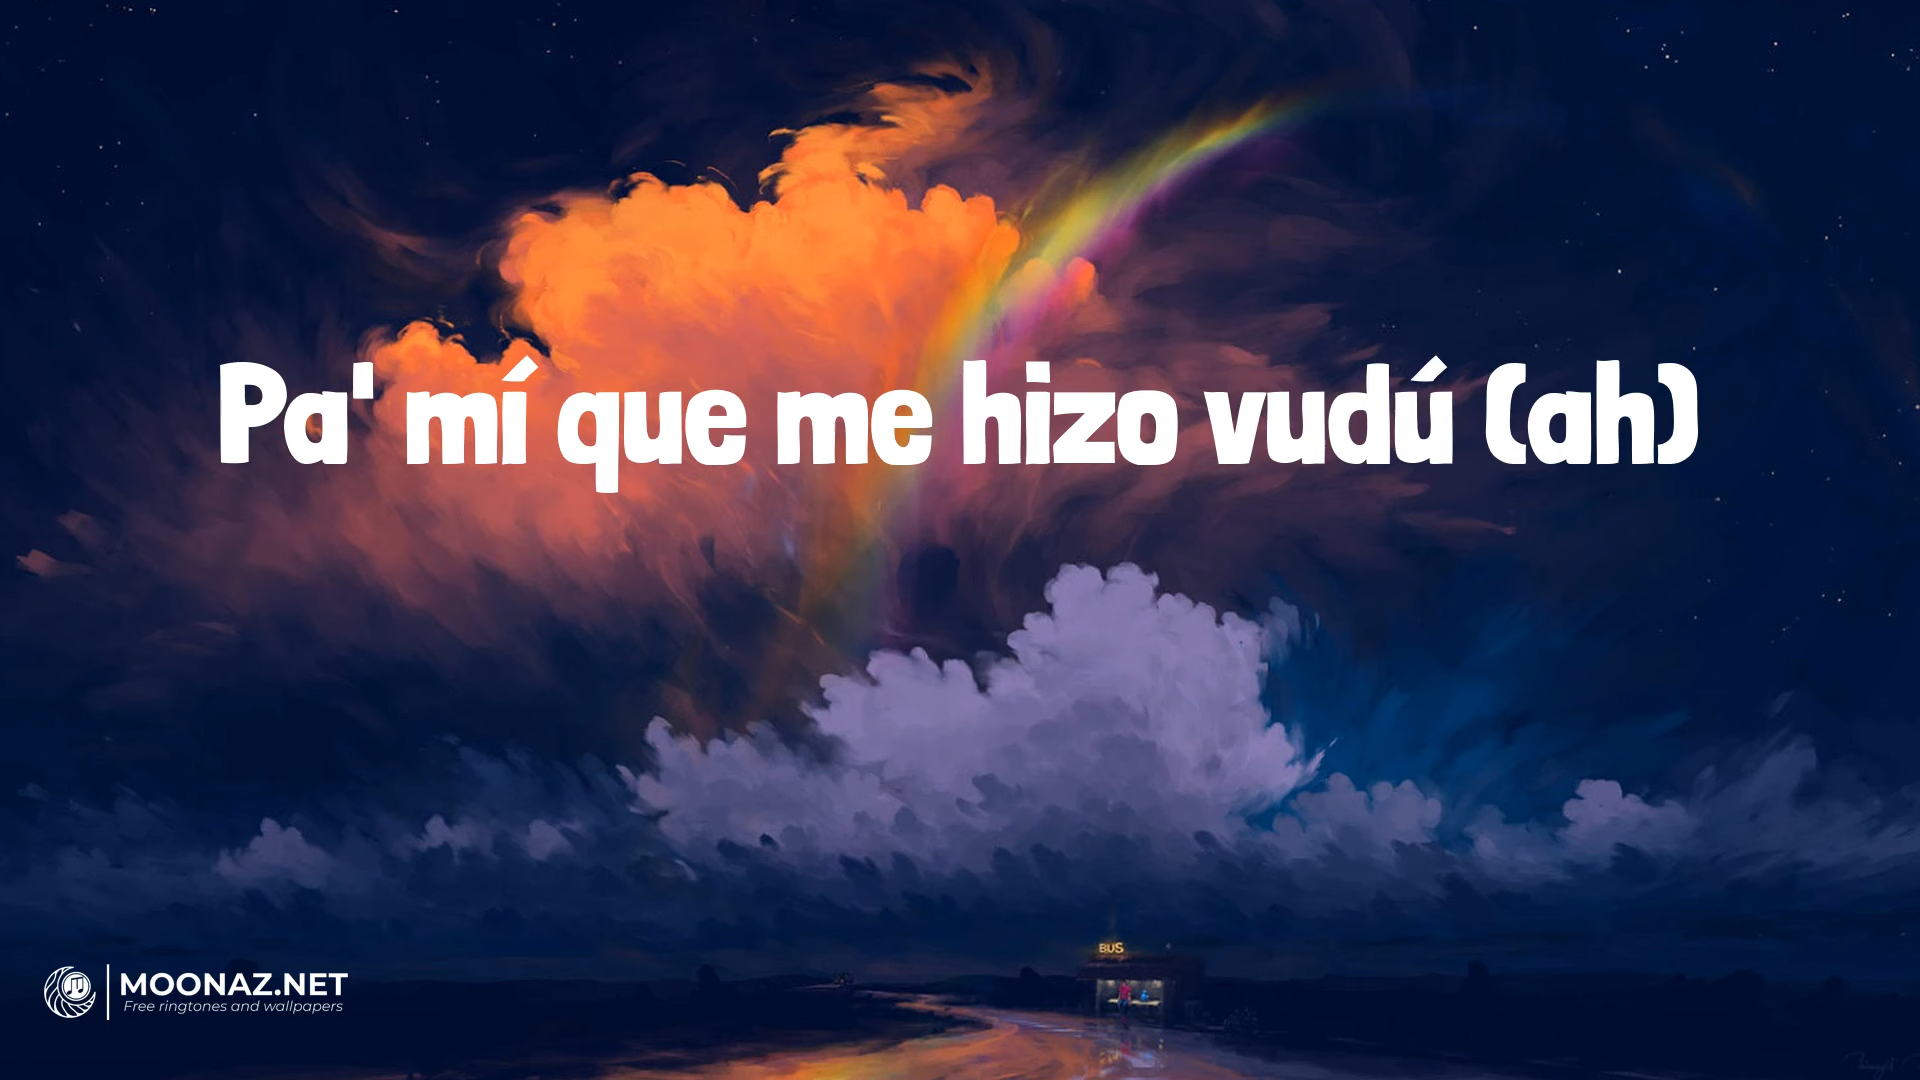 Pa' mí que me hizo vudú (ah)
BUS
MOONAZ.NET
Free ringtones and wallpapers